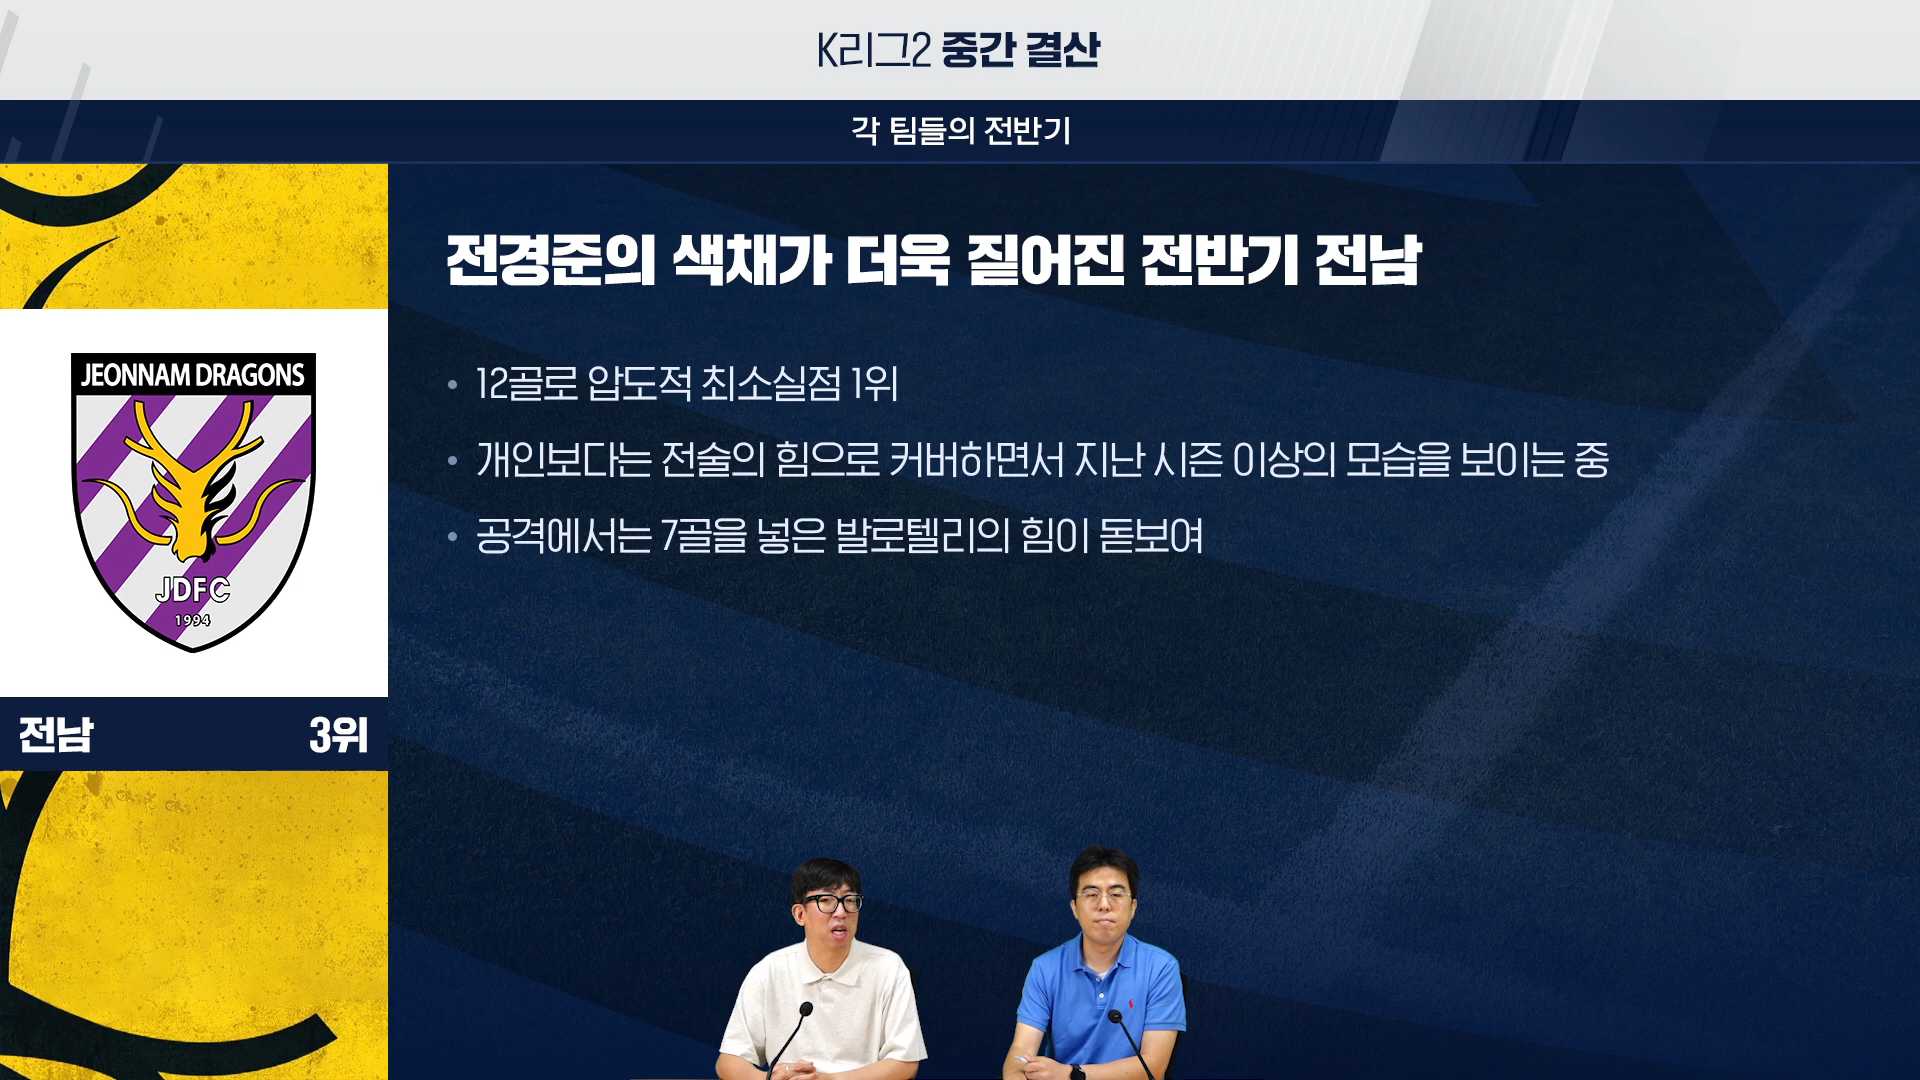 K리그2 중간 결산
각 팀들의 전반기
전경준의 색채가 더욱 짙어진 전반기 전남
• 12골로 압도적 최소실점 1위
• 개인보다는 전술의 힘으로 커버하면서 지난 시즌 이상의 모습을 보이는 중
• 공격에서는 7골을 넣은 발로텔리의 힘이 돋보여
JEONNAM DRAGONS
JDFC
1994
전남 3위